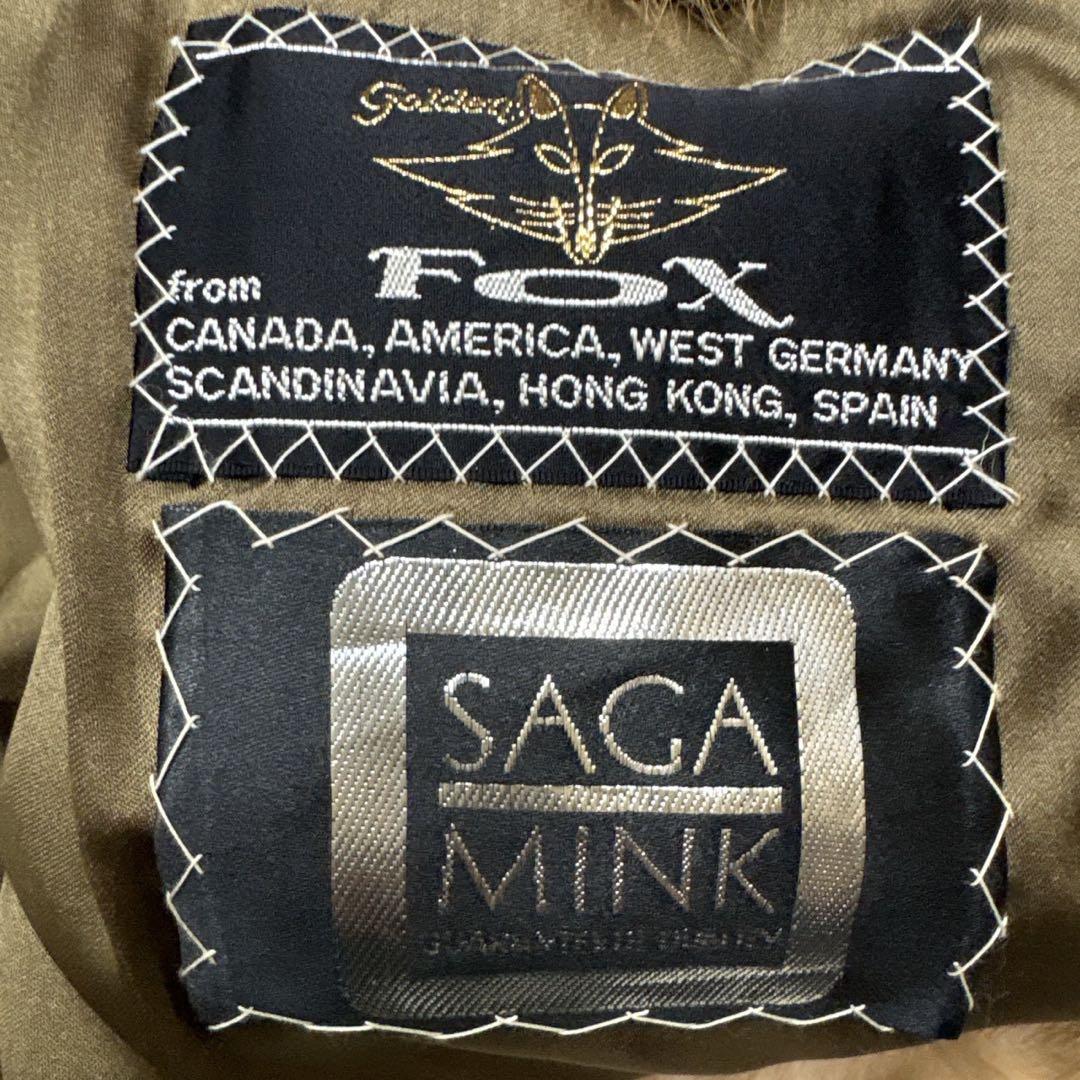 Golden
FOX
from
CANADA, AMERICA, WEST GERMANY
SCANDINAVIA, HONG KONG, SPAIN
SAGA
MINK